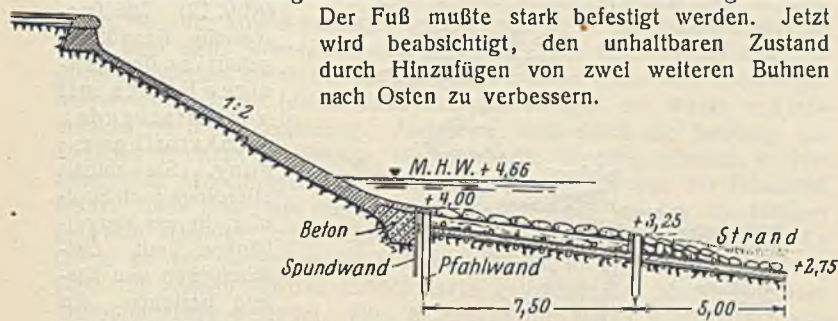 Der Fuß mußte stark befestigt werden. Jetzt
wird beabsichtigt, den unhaltbaren Zustand
durch Hinzufügen von zwei weiteren Buhnen
nach Osten zu verbessern.
1:2
M.H.W. + 4,66
+4,00
Beton
+3,25
Strand
Spundwand
Pfahlwand
+2,75
7,50
5,00